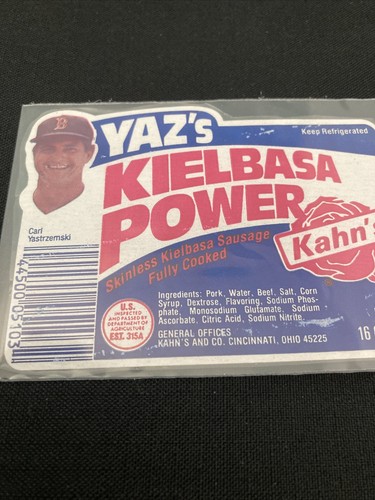 B
YAZ's
Keep Refrigerated
KIELBASA
POWER
Kahn's
Carl
Yastrzemski
Skinless Kielbasa Sausage
Fully Cooked
Ingredients: Pork, Water, Beef, Salt, Corn
Syrup, Dextrose, Flavoring, Sodium Phos-
phate, Monosodium Glutamate, Sodium
Ascorbate, Citric Acid, Sodium Nitrite.
U.S.
INSPECTED
AND PASSED BY
DEPARTMENT OF
AGRICULTURE
EST. 315A
GENERAL OFFICES
KAHN'S AND CO. CINCINNATI, OHIO 45225
16
44500 05103